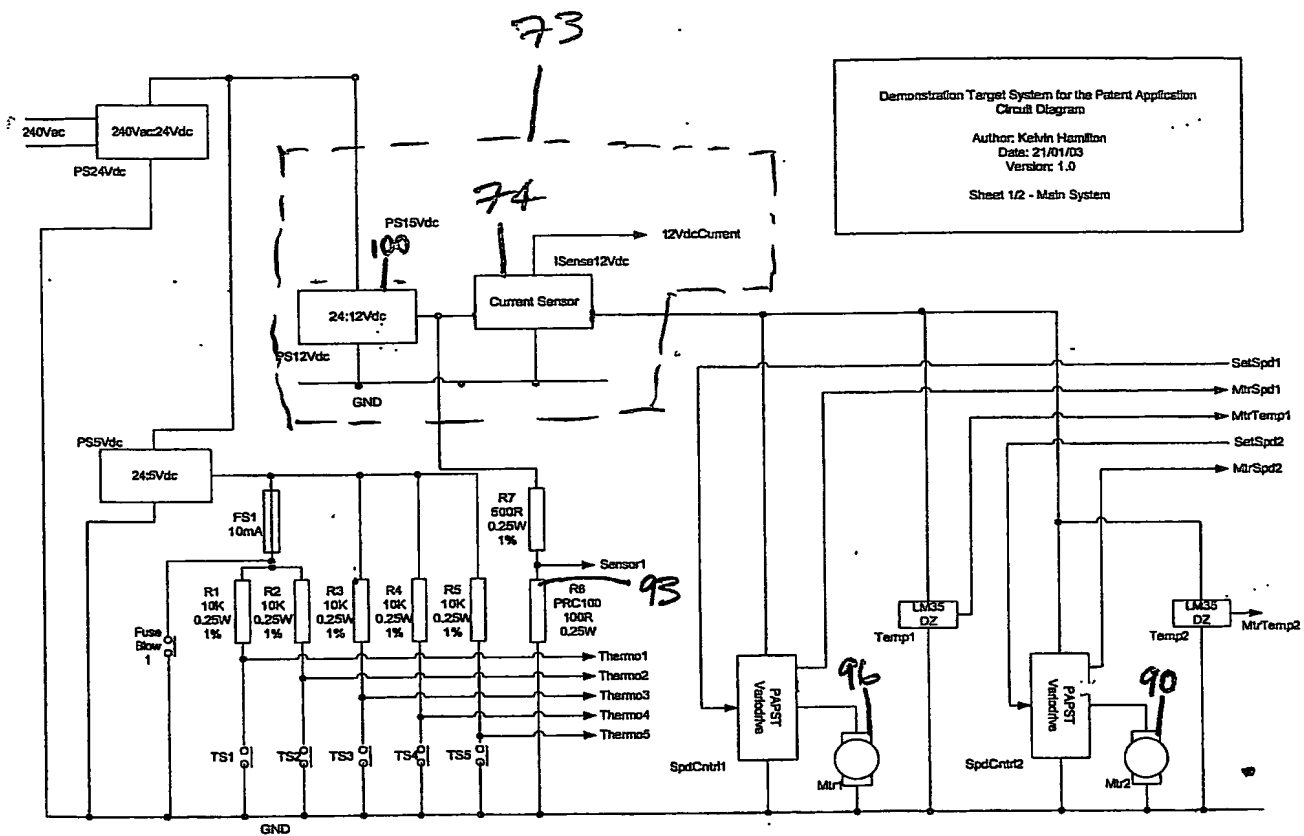 73
Demonstration Target System for the Patent Application
Circuit Diagram
Author: Kelvin Hamilton
Date: 21/01/03
Version: 1.0
Sheet 1/2 - Main System
240Vac
240Vac:24Vdc
PS24Vdc
74
PS15Vdc
100
12VdcCurrent
ISense12Vdc
24:12Vdc
Current Sensor
PS12Vdc
GND
SetSpd1
MtrSpd1
MtrTemp1
SetSpd2
MtrSpd2
PS5Vdc
24:5Vdc
FS1
10mA
R7
500R
0.25W
1%
Sensor1
93
R1
10K
0.25W
1%
R2
10K
0.25W
1%
R3
10K
0.25W
1%
R4
10K
0.25W
1%
R5
10K
0.25W
1%
R6
PRC100
100R
0.25W
Fuse
Blow
1
Thermo1
Thermo2
Thermo3
Thermo4
Thermo5
TS1
TS2
TS3
TS4
TS5
LM35
DZ
Temp1
LM35
DZ
Temp2
MtrTemp2
PAPST
Variodrive
SpdCntrl1
96
Mtr1
PAPST
Variodrive
SpdCntrl2
90
Mtr2
GND